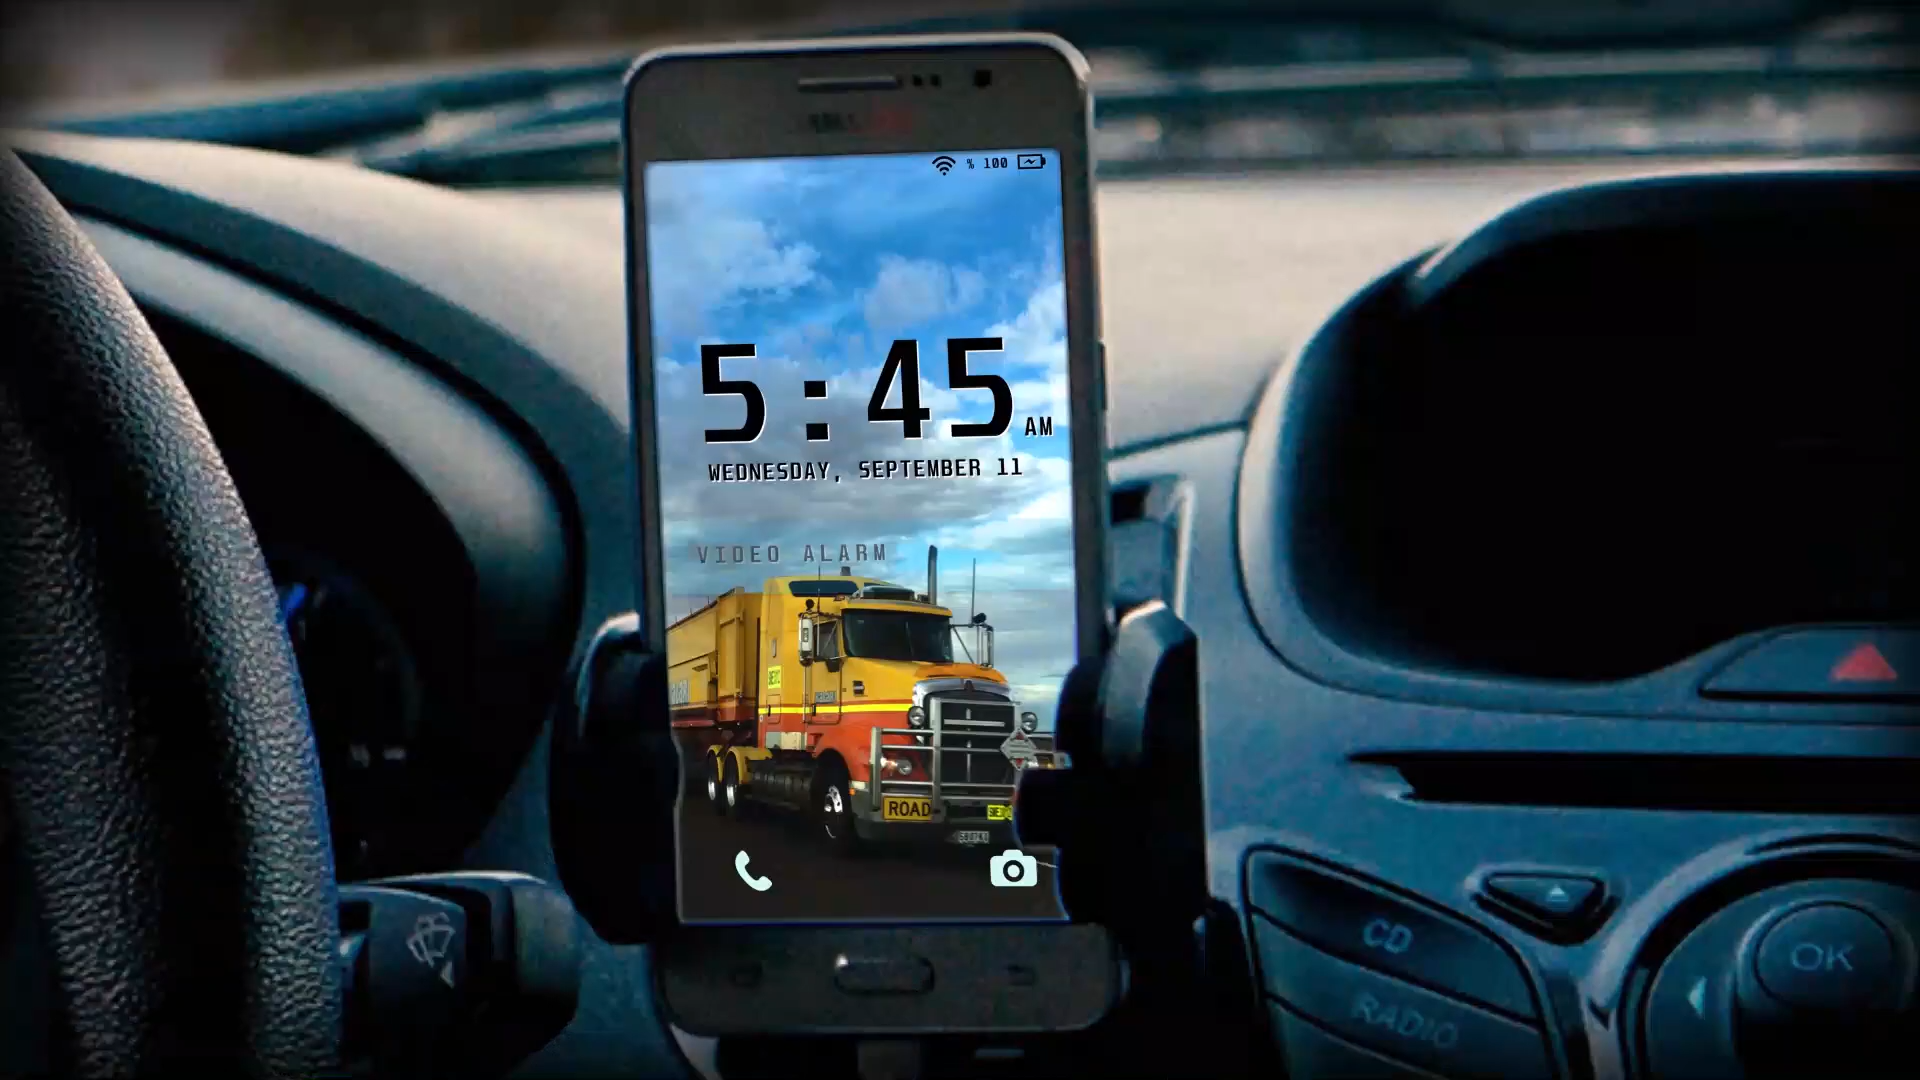 % 100
5:45 AM
WEDNESDAY, SEPTEMBER 11
VIDEO ALARM
ROAD
CD
RADIO
OK